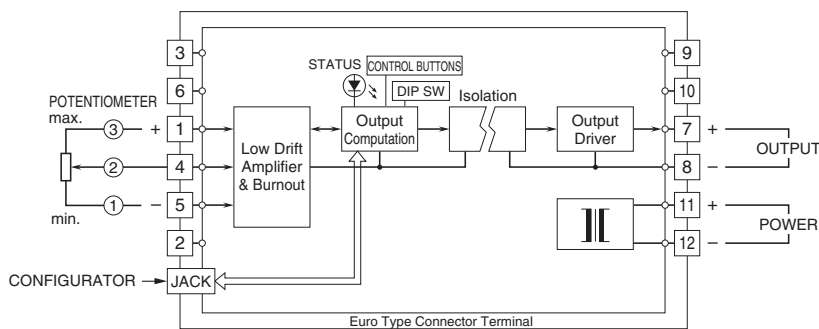 3
9
STATUS
CONTROL BUTTONS
6
DIP SW
10
POTENTIOMETER
Isolation
max.
3 + 1
Output
Computation
Output
Driver
7 +
Low Drift
Amplifier
& Burnout
OUTPUT
2 4
8 −
1 − 5
11 +
min.
POWER
2
12 −
CONFIGURATOR JACK
Euro Type Connector Terminal